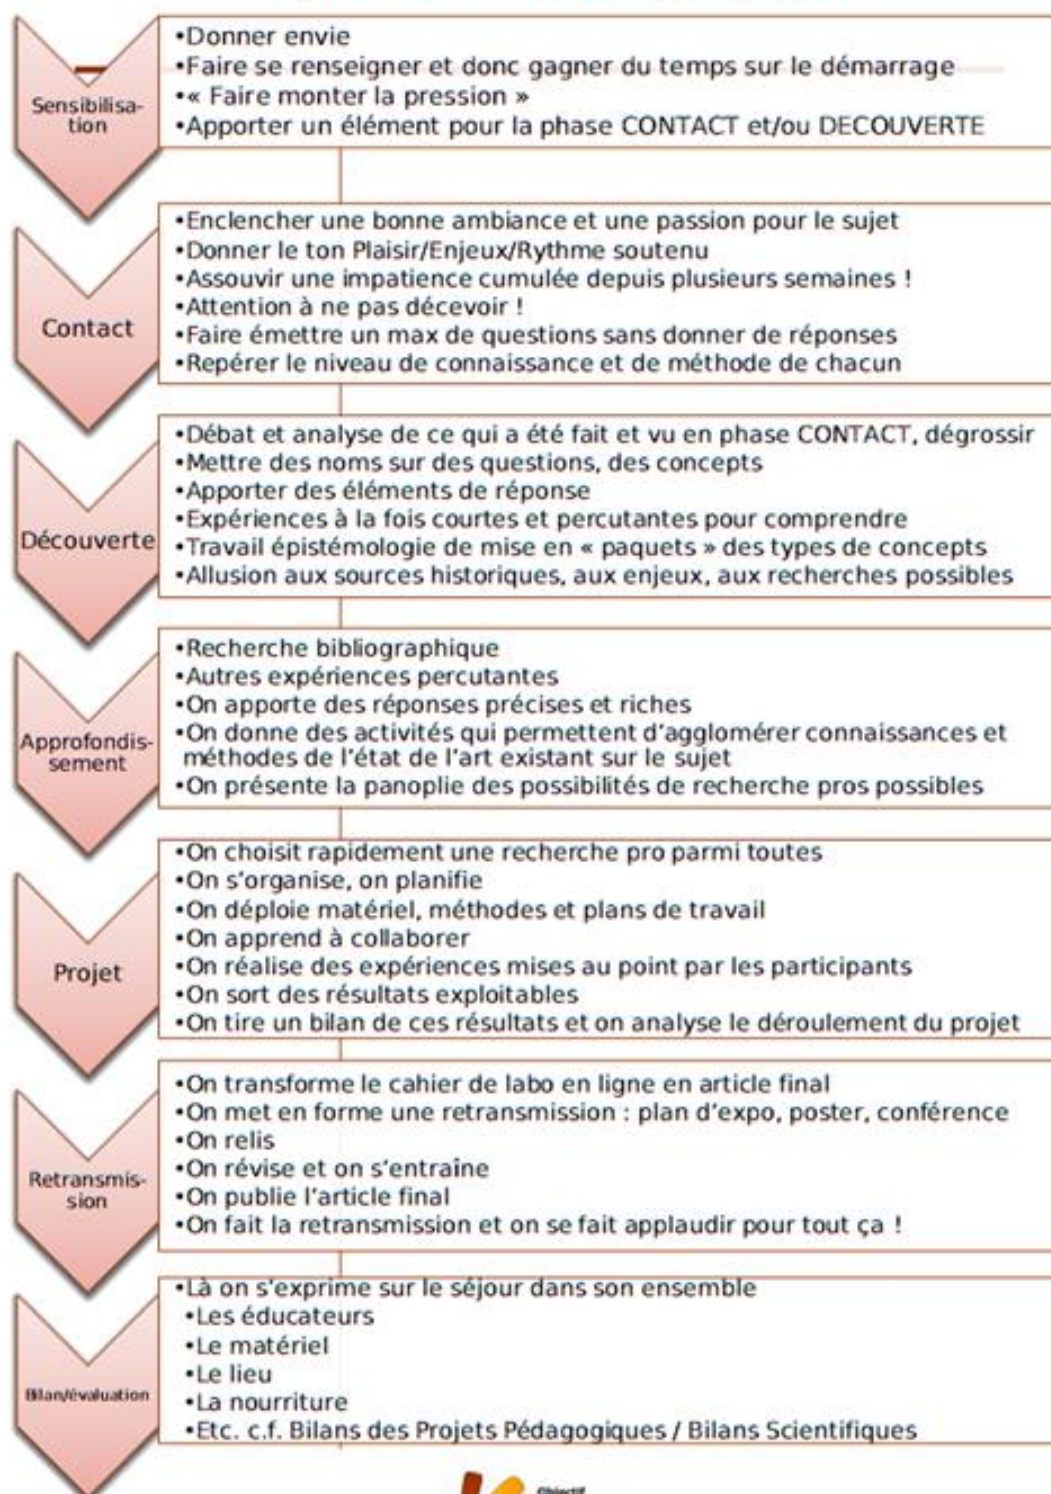 Sensibilisa-
tion
•Donner envie
•Faire se renseigner et donc gagner du temps sur le démarrage
•« Faire monter la pression »
•Apporter un élément pour la phase CONTACT et/ou DECOUVERTE
Contact
•Enclencher une bonne ambiance et une passion pour le sujet
•Donner le ton Plaisir/Enjeux/Rythme soutenu
•Assouvir une impatience cumulée depuis plusieurs semaines !
•Attention à ne pas décevoir !
•Faire émettre un max de questions sans donner de réponses
•Repérer le niveau de connaissance et de méthode de chacun
Découverte
•Débat et analyse de ce qui a été fait et vu en phase CONTACT, dégrossir
•Mettre des noms sur des questions, des concepts
•Apporter des éléments de réponse
•Expériences à la fois courtes et percutantes pour comprendre
•Travail épistémologie de mise en « paquets » des types de concepts
•Allusion aux sources historiques, aux enjeux, aux recherches possibles
Approfondis-
sement
•Recherche bibliographique
•Autres expériences percutantes
•On apporte des réponses précises et riches
•On donne des activités qui permettent d'agglomérer connaissances et
méthodes de l'état de l'art existant sur le sujet
•On présente la panoplie des possibilités de recherche pros possibles
Projet
•On choisit rapidement une recherche pro parmi toutes
•On s'organise, on planifie
•On déploie matériel, méthodes et plans de travail
•On apprend à collaborer
•On réalise des expériences mises au point par les participants
•On sort des résultats exploitables
•On tire un bilan de ces résultats et on analyse le déroulement du projet
Retransmis-
sion
•On transforme le cahier de labo en ligne en article final
•On met en forme une retransmission : plan d'expo, poster, conférence
•On relis
•On révise et on s'entraîne
•On publie l'article final
•On fait la retransmission et on se fait applaudir pour tout ça !
Bilan/évaluation
•Là on s'exprime sur le séjour dans son ensemble
•Les éducateurs
•Le matériel
•Le lieu
•La nourriture
•Etc. c.f. Bilans des Projets Pédagogiques / Bilans Scientifiques
Objectif